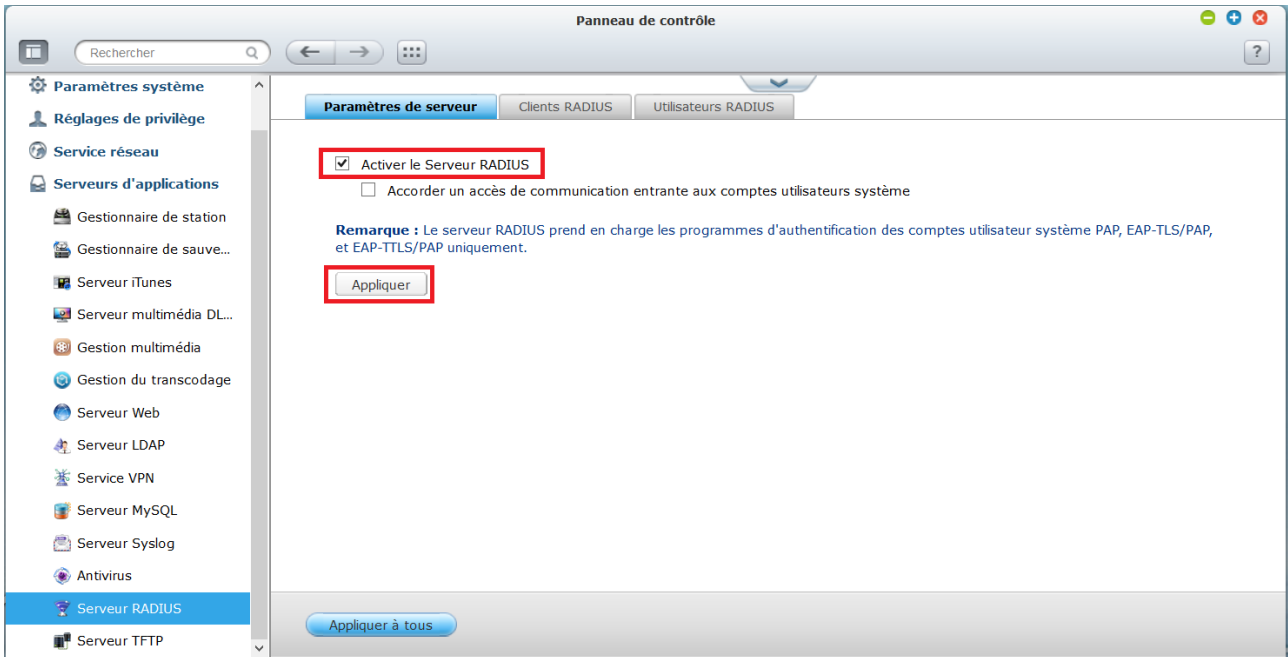 Panneau de contrôle
Rechercher
?
Paramètres système
Réglages de privilège
Service réseau
Serveurs d'applications
Gestionnaire de station
Gestionnaire de sauve...
Serveur iTunes
Serveur multimédia DL...
Gestion multimédia
Gestion du transcodage
Serveur Web
Serveur LDAP
Service VPN
Serveur MySQL
Serveur Syslog
Antivirus
Serveur RADIUS
Serveur TFTP
Paramètres de serveur
Clients RADIUS
Utilisateurs RADIUS
Activer le Serveur RADIUS
Accorder un accès de communication entrante aux comptes utilisateurs système
Remarque : Le serveur RADIUS prend en charge les programmes d'authentification des comptes utilisateur système PAP, EAP-TLS/PAP,
et EAP-TTLS/PAP uniquement.
Appliquer
Appliquer à tous